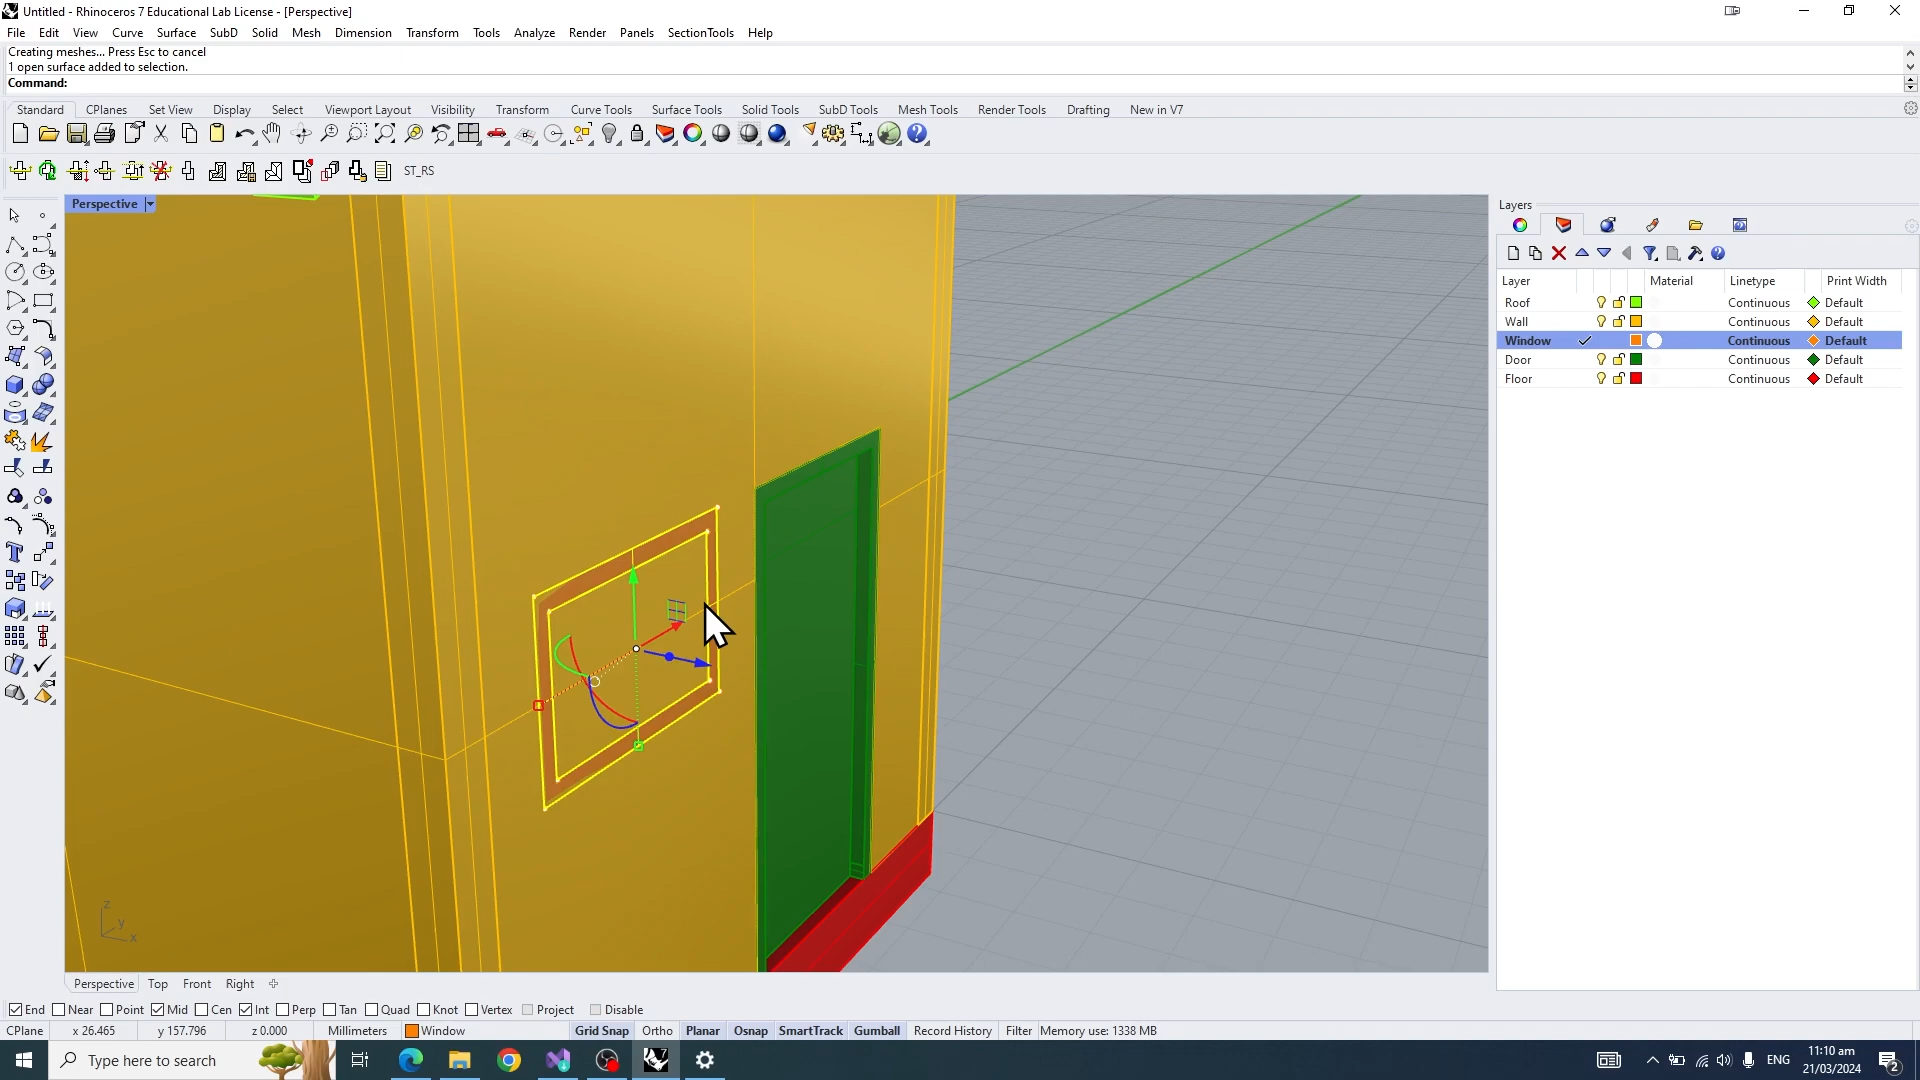 Untitled - Rhinoceros 7 Educational Lab License - [Perspective]
File Edit View Curve Surface SubD Solid Mesh Dimension Transform Tools Analyze Render Panels SectionTools Help
Creating meshes... Press Esc to cancel
1 open surface added to selection.
Command:
Standard CPlanes Set View Display Select Viewport Layout Visibility Transform Curve Tools Surface Tools Solid Tools SubD Tools Mesh Tools Render Tools Drafting New in V7
ST_RS
Perspective
Layers
Layer Material Linetype Print Width
Roof Continuous Default
Wall Continuous Default
Window Continuous Default
Door Continuous Default
Floor Continuous Default
z
y
x
Perspective Top Front Right
End Near Point Mid Cen Int Perp Tan Quad Knot Vertex Project Disable
CPlane x 26.465 y 157.796 z 0.000 Millimeters Window Grid Snap Ortho Planar Osnap SmartTrack Gumball Record History Filter Memory use: 1338 MB
Type here to search
ENG
11:10 am
21/03/2024
2